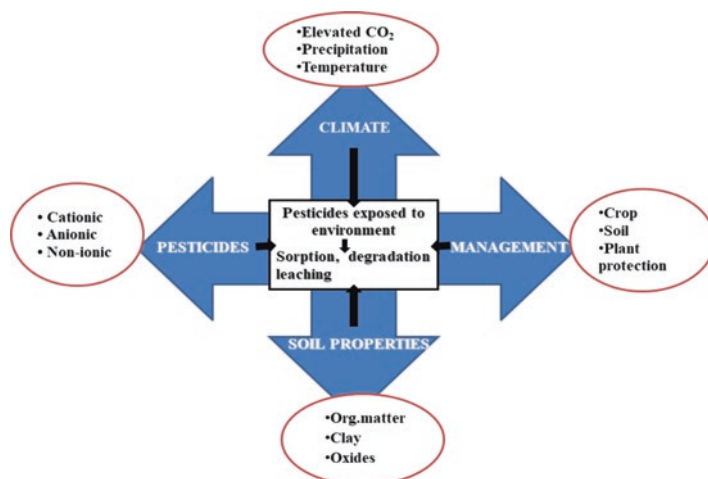 •Elevated CO₂
•Precipitation
•Temperature
CLIMATE
• Cationic
• Anionic
• Non-ionic
PESTICIDES
Pesticides exposed to
environment
Sorption, degradation
leaching
MANAGEMENT
•Crop
•Soil
•Plant
protection
SOIL PROPERTIES
•Org.matter
•Clay
•Oxides